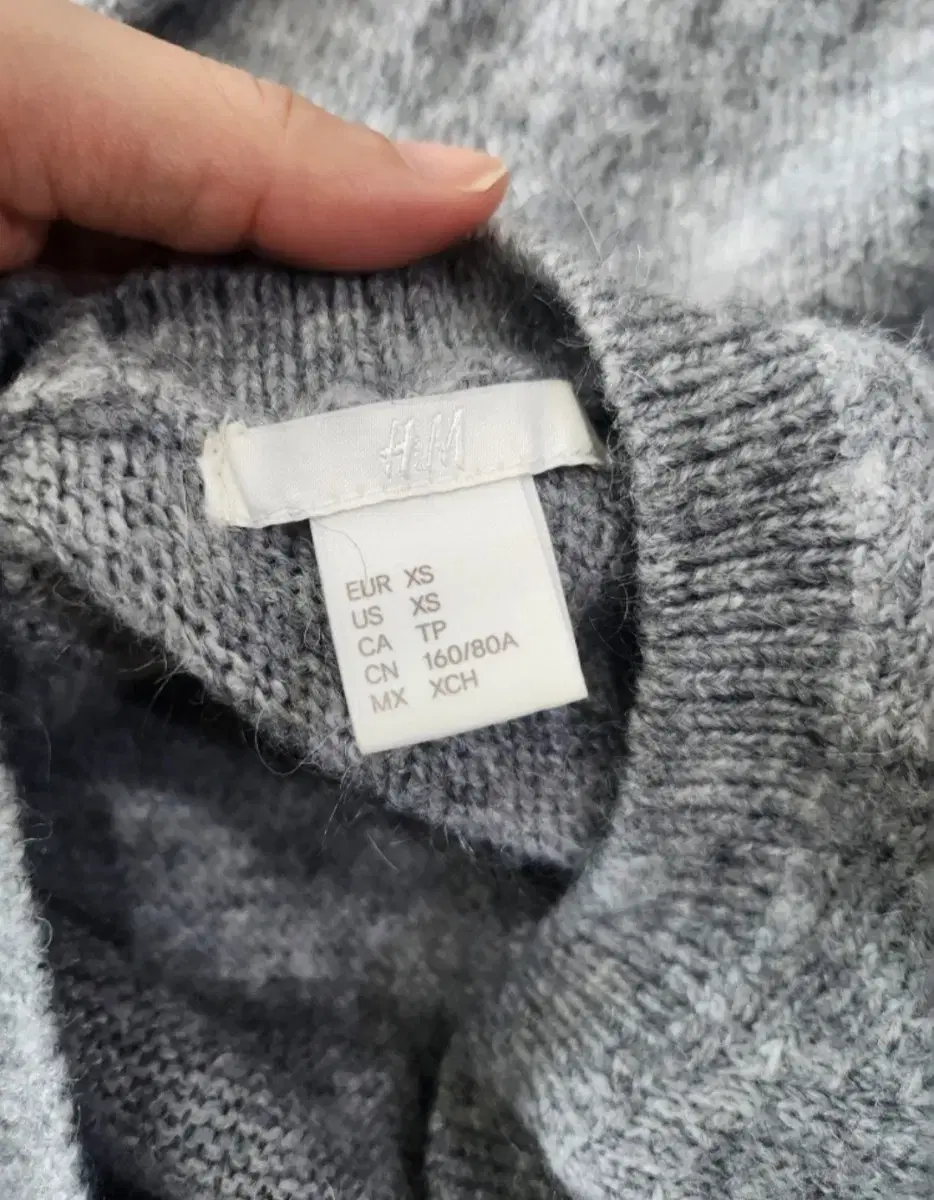 H&M
EUR XS
US XS
CA TP
CN 160/80A
MX XCH